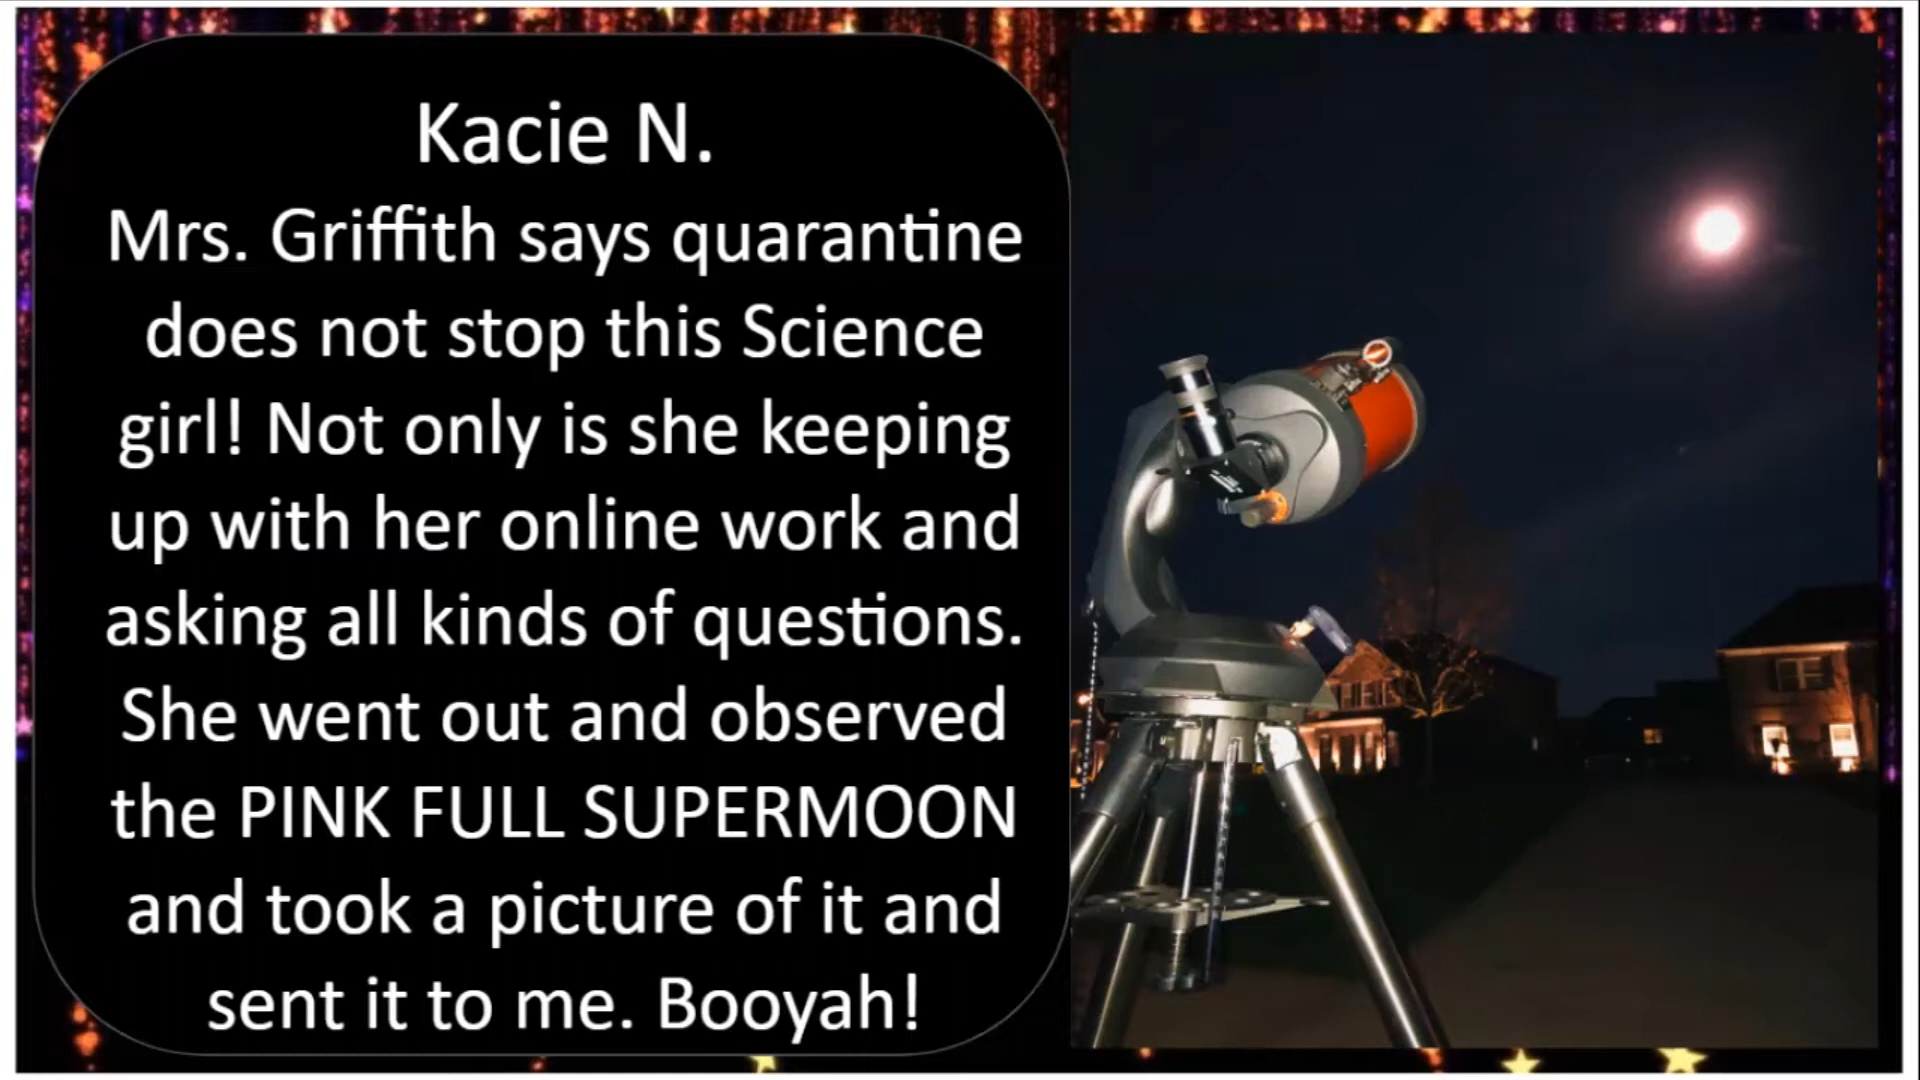 Kacie N.
Mrs. Griffith says quarantine
does not stop this Science
girl! Not only is she keeping
up with her online work and
asking all kinds of questions.
She went out and observed
the PINK FULL SUPERMOON
and took a picture of it and
sent it to me. Booyah!